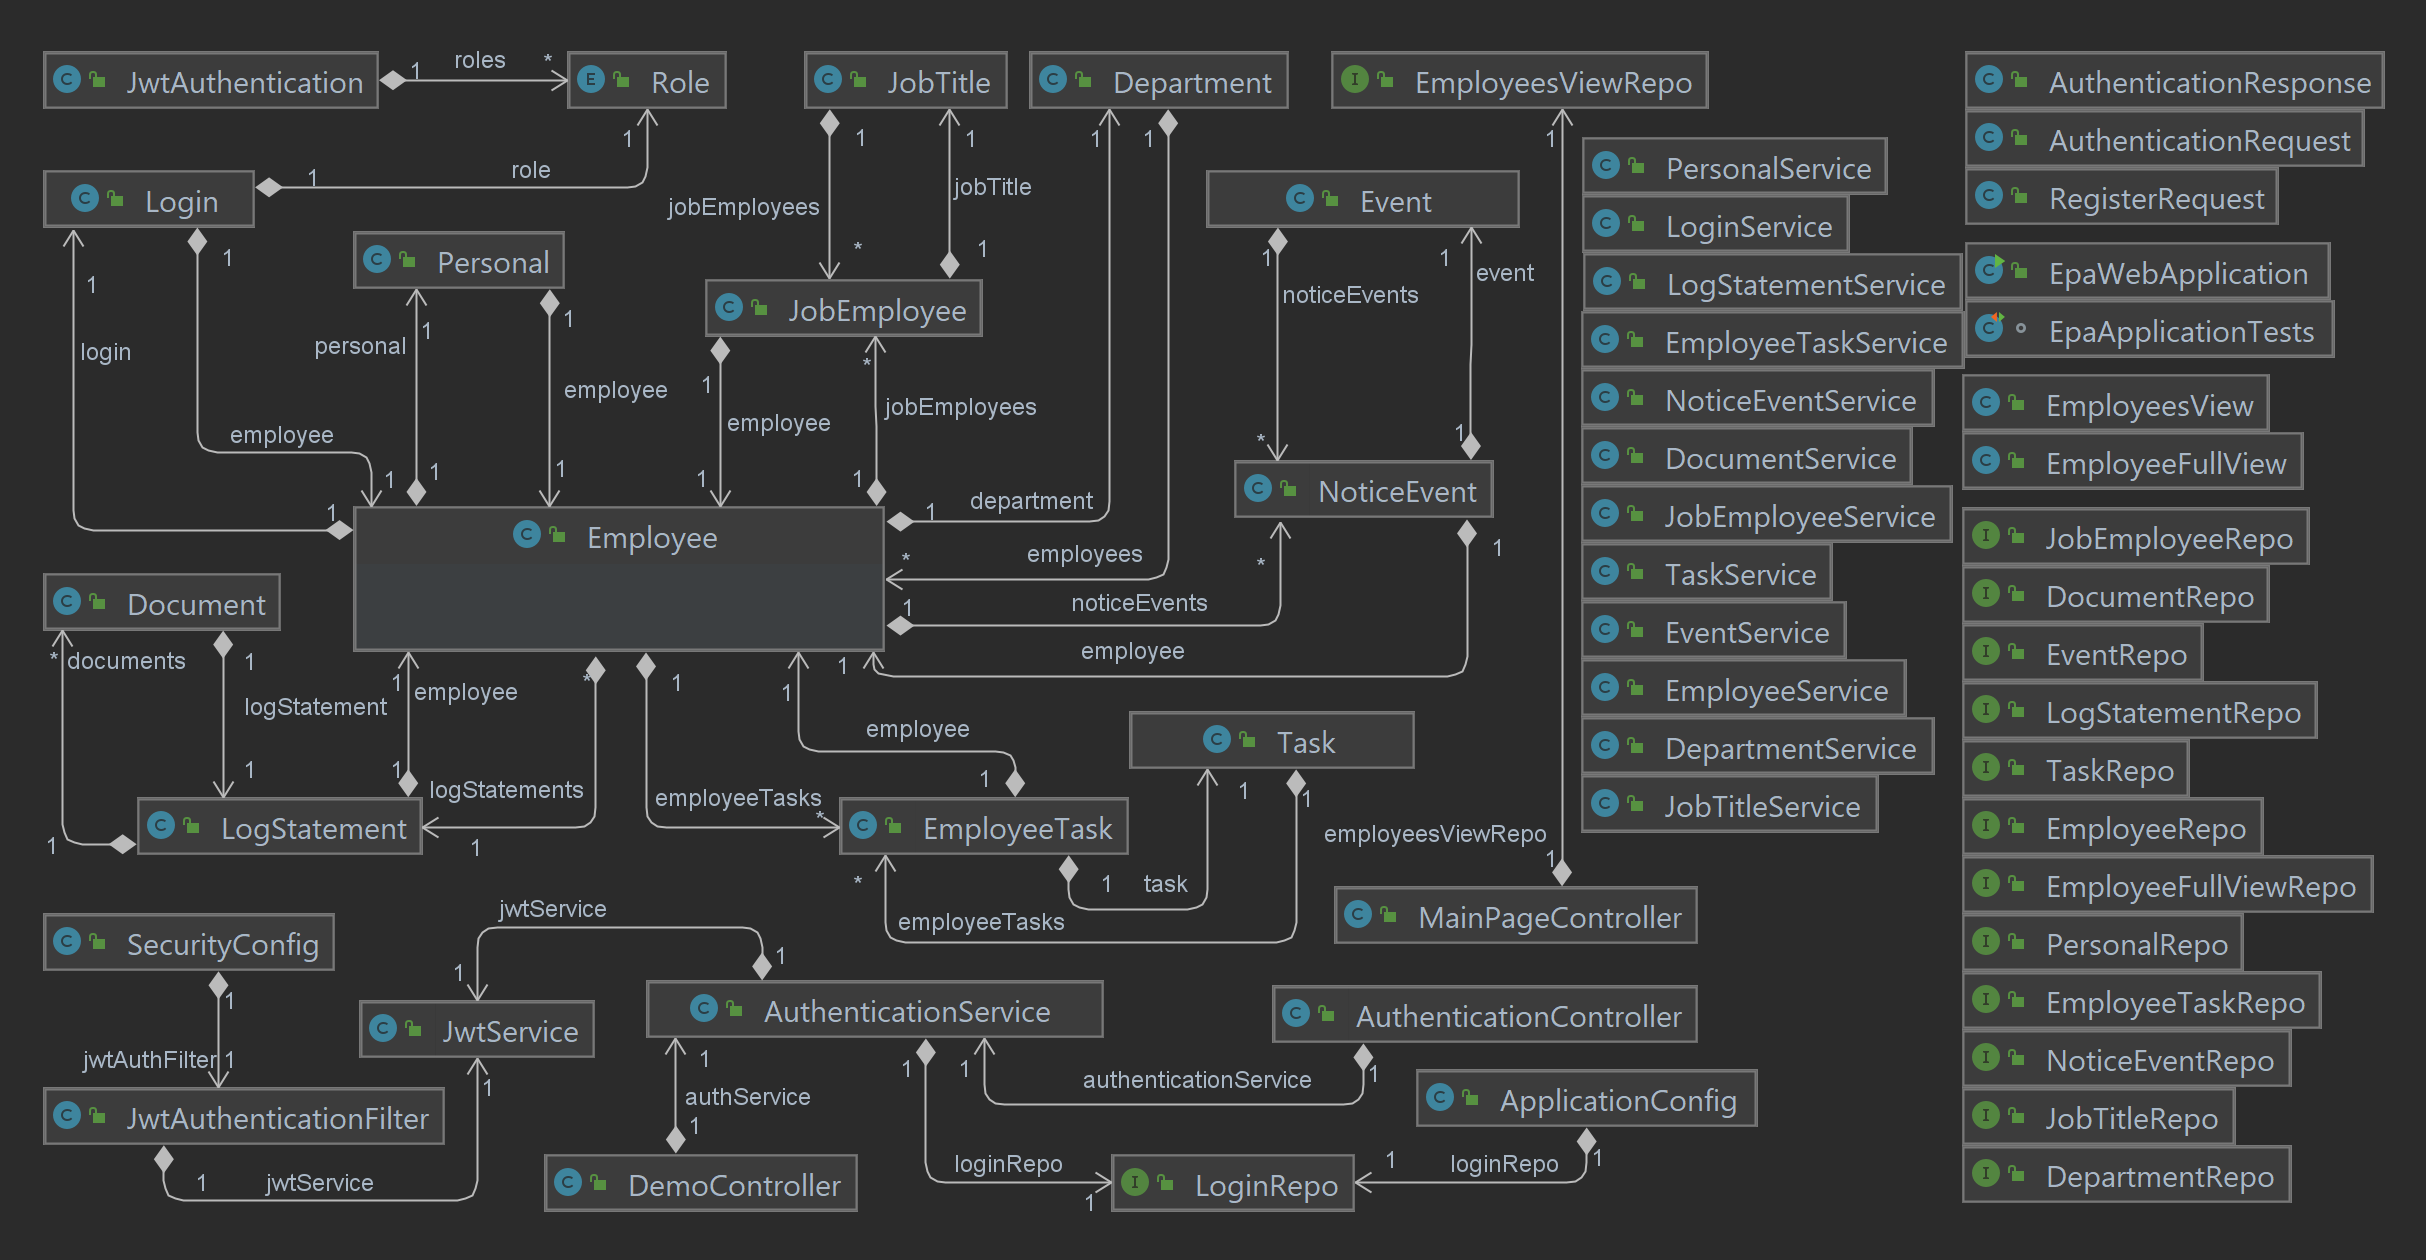 JwtAuthentication
1
roles
*
Role
JobTitle
Department
EmployeesViewRepo
AuthenticationResponse
AuthenticationRequest
RegisterRequest
1
1
1
1
1
1
role
1
Login
1
jobEmployees
jobTitle
Event
PersonalService
LoginService
LogStatementService
EmployeeTaskService
NoticeEventService
DocumentService
JobEmployeeService
TaskService
EventService
EmployeeService
DepartmentService
JobTitleService
EpaWebApplication
EpaApplicationTests
EmployeesView
EmployeeFullView
JobEmployeeRepo
DocumentRepo
EventRepo
LogStatementRepo
TaskRepo
EmployeeRepo
EmployeeFullViewRepo
PersonalRepo
EmployeeTaskRepo
NoticeEventRepo
JobTitleRepo
DepartmentRepo
1
Personal
*
1
1
1
event
1
noticeEvents
JobEmployee
1
1
personal
login
employee
1
*
employee
jobEmployees
employee
1
*
1
1
1
1
1
NoticeEvent
1
department
1
Employee
*
employees
*
1
1
noticeEvents
Document
employee
1
*
documents
1
1
employee
*
1
1
logStatement
employee
Task
1
1
logStatements
1
1
1
employeeTasks
*
EmployeeTask
LogStatement
employeesViewRepo
1
1
1
*
1
task
employeeTasks
MainPageController
jwtService
SecurityConfig
1
1
1
JwtService
AuthenticationService
AuthenticationController
jwtAuthFilter
1
1
1
1
1
1
authenticationService
authService
ApplicationConfig
JwtAuthenticationFilter
1
1
jwtService
DemoController
loginRepo
1
LoginRepo
1
loginRepo
1